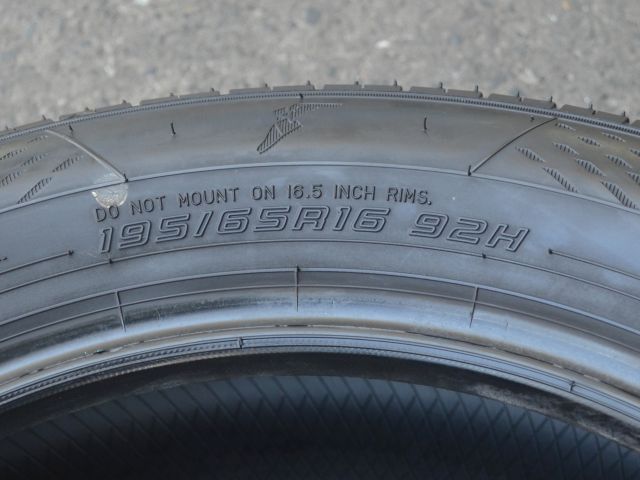 DO NOT MOUNT ON 16.5 INCH RIMS.
195/65R16 92H